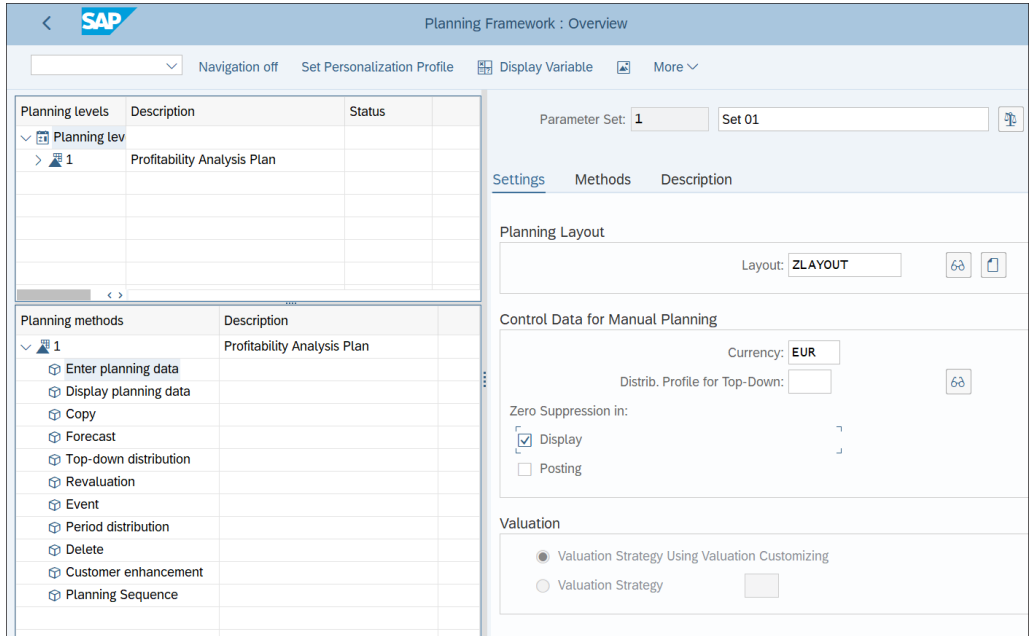 SAP
Planning Framework : Overview
Navigation off Set Personalization Profile Display Variable More
Planning levels Description Status
Planning lev
1 Profitability Analysis Plan
Planning methods Description
1 Profitability Analysis Plan
Enter planning data
Display planning data
Copy
Forecast
Top-down distribution
Revaluation
Event
Period distribution
Delete
Customer enhancement
Planning Sequence
Parameter Set: 1 Set 01
Settings Methods Description
Planning Layout
Layout: ZLAYOUT
Control Data for Manual Planning
Currency: EUR
Distrib. Profile for Top-Down:
Zero Suppression in:
Display
Posting
Valuation
Valuation Strategy Using Valuation Customizing
Valuation Strategy